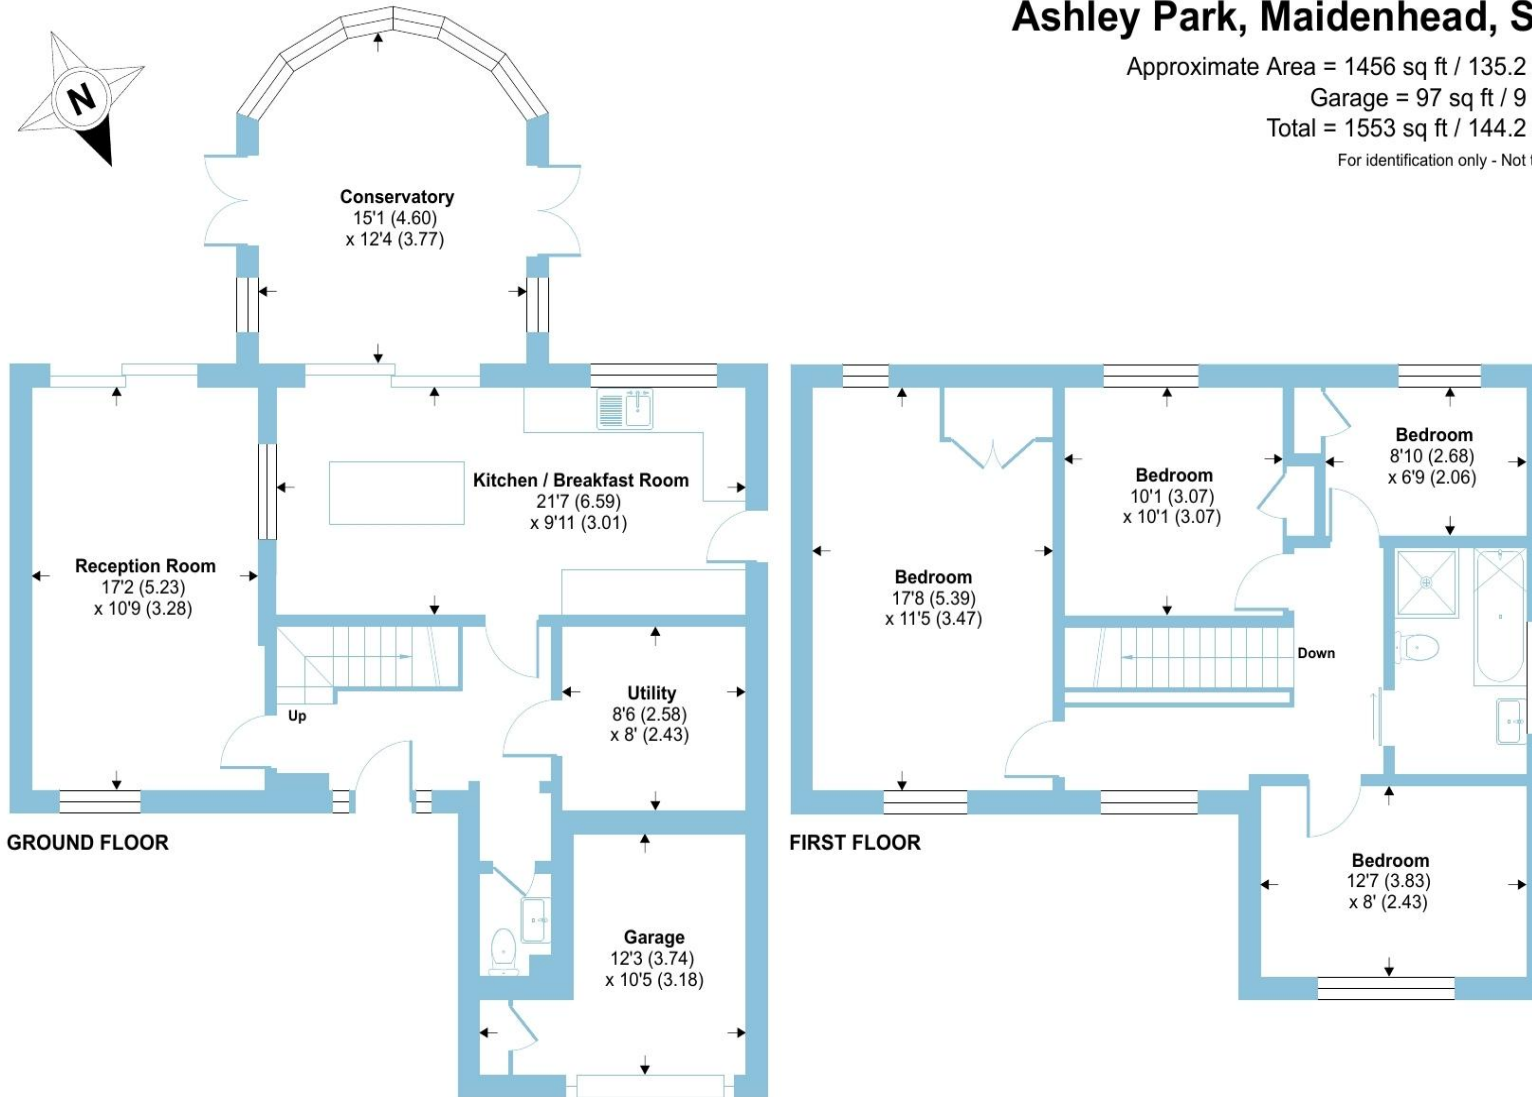 Ashley Park, Maidenhead, S
Approximate Area = 1456 sq ft / 135.2
Garage = 97 sq ft / 9
Total = 1553 sq ft / 144.2
For identification only - Not t
N
Conservatory
15'1 (4.60)
x 12'4 (3.77)
Kitchen / Breakfast Room
21'7 (6.59)
x 9'11 (3.01)
Reception Room
17'2 (5.23)
x 10'9 (3.28)
Up
Utility
8'6 (2.58)
x 8' (2.43)
GROUND FLOOR
Garage
12'3 (3.74)
x 10'5 (3.18)
Bedroom
17'8 (5.39)
x 11'5 (3.47)
Bedroom
10'1 (3.07)
x 10'1 (3.07)
Bedroom
8'10 (2.68)
x 6'9 (2.06)
Down
FIRST FLOOR
Bedroom
12'7 (3.83)
x 8' (2.43)